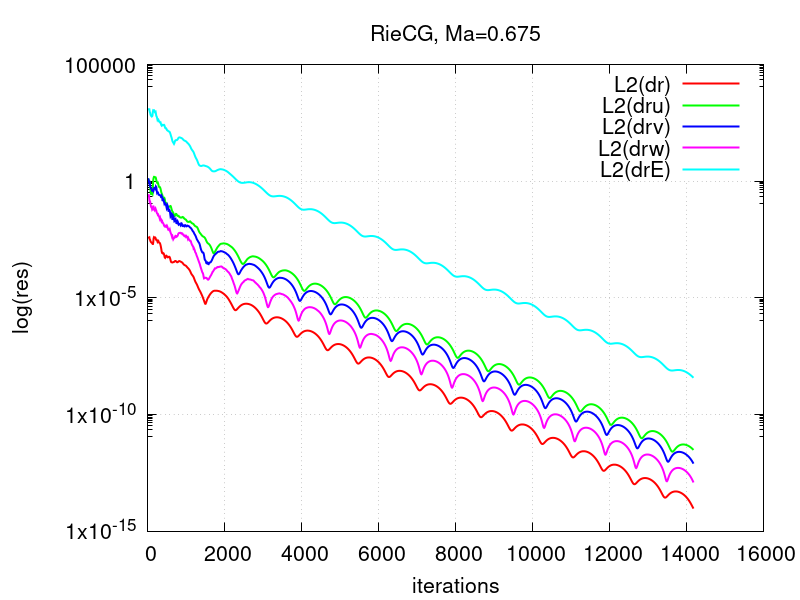 RieCG, Ma=0.675
100000
1
1x10-5
1x10-10
1x10-15
log(res)
L2(dr)
L2(dru)
L2(drv)
L2(drw)
L2(drE)
0 2000 4000 6000 8000 10000 12000 14000 16000
iterations